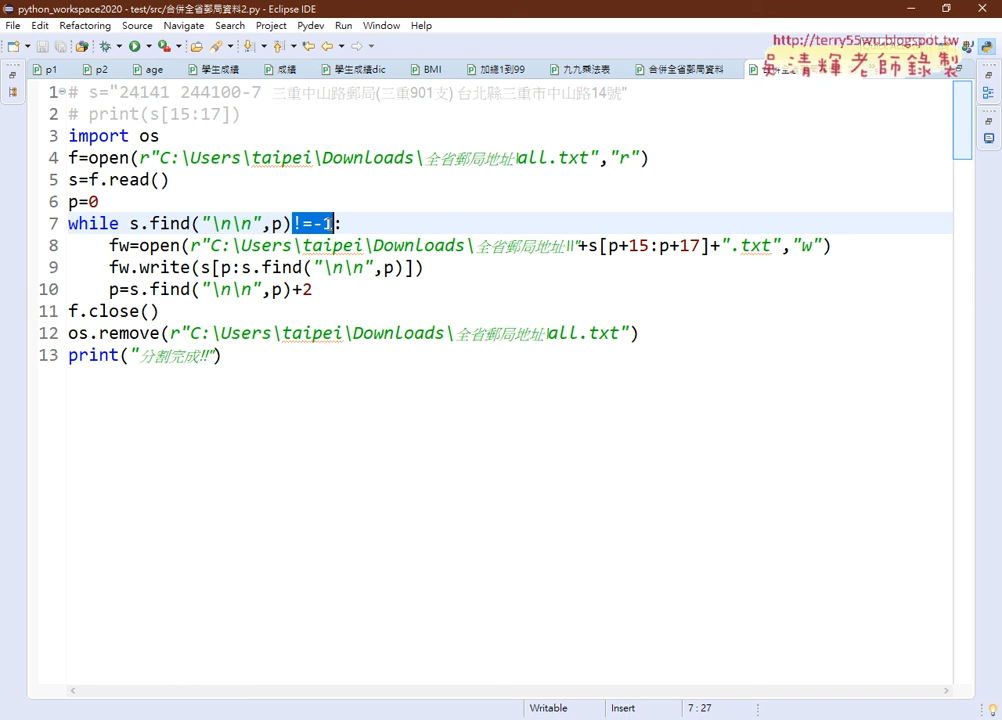 python_workspace2020 - test/src/合併全省郵局資料2.py - Eclipse IDE
File Edit Refactoring Source Navigate Search Project Pydev Run Window Help
http://terry55wu.blogspot.tw
吳清輝老師錄製
p1 p2 age 學生成績 成績 學生成績dic BMI 加總1到99 九九乘法表 合併全省郵局資料
1 # s="24141 244100-7 三重中山路郵局(三重901支) 台北縣三重市中山路14號"
2 # print(s[15:17])
3 import os
4 f=open(r"C:\Users\taipei\Downloads\全省郵局地址\all.txt","r")
5 s=f.read()
6 p=0
7 while s.find("\n\n",p)!=-1:
8 fw=open(r"C:\Users\taipei\Downloads\全省郵局地址\\"+s[p+15:p+17]+".txt","w")
9 fw.write(s[p:s.find("\n\n",p)])
10 p=s.find("\n\n",p)+2
11 f.close()
12 os.remove(r"C:\Users\taipei\Downloads\全省郵局地址\all.txt")
13 print("分割完成!!")
Writable Insert 7 : 27